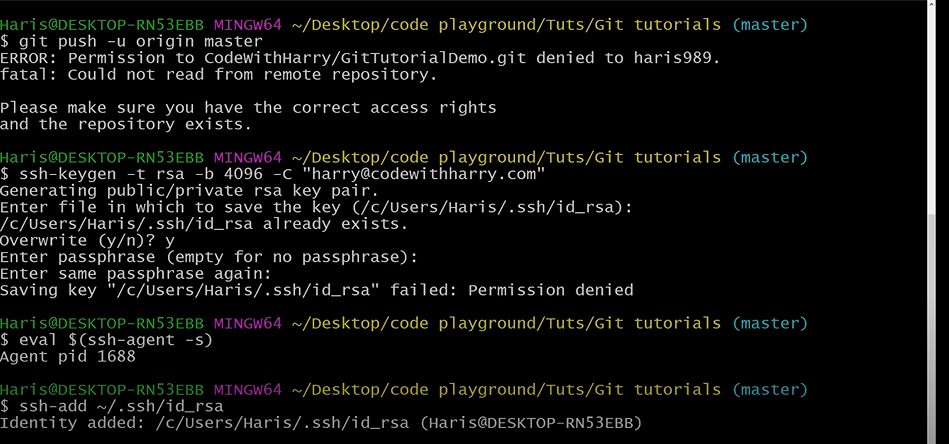 Haris@DESKTOP-RN53EBB MINGW64 ~/Desktop/code playground/Tuts/Git tutorials (master)
$ git push -u origin master
ERROR: Permission to CodeWithHarry/GitTutorialDemo.git denied to haris989.
fatal: Could not read from remote repository.
Please make sure you have the correct access rights
and the repository exists.
Haris@DESKTOP-RN53EBB MINGW64 ~/Desktop/code playground/Tuts/Git tutorials (master)
$ ssh-keygen -t rsa -b 4096 -C "harry@codewithharry.com"
Generating public/private rsa key pair.
Enter file in which to save the key (/c/Users/Haris/.ssh/id_rsa):
/c/Users/Haris/.ssh/id_rsa already exists.
Overwrite (y/n)? y
Enter passphrase (empty for no passphrase):
Enter same passphrase again:
Saving key "/c/Users/Haris/.ssh/id_rsa" failed: Permission denied
Haris@DESKTOP-RN53EBB MINGW64 ~/Desktop/code playground/Tuts/Git tutorials (master)
$ eval $(ssh-agent -s)
Agent pid 1688
Haris@DESKTOP-RN53EBB MINGW64 ~/Desktop/code playground/Tuts/Git tutorials (master)
$ ssh-add ~/.ssh/id_rsa
Identity added: /c/Users/Haris/.ssh/id_rsa (Haris@DESKTOP-RN53EBB)